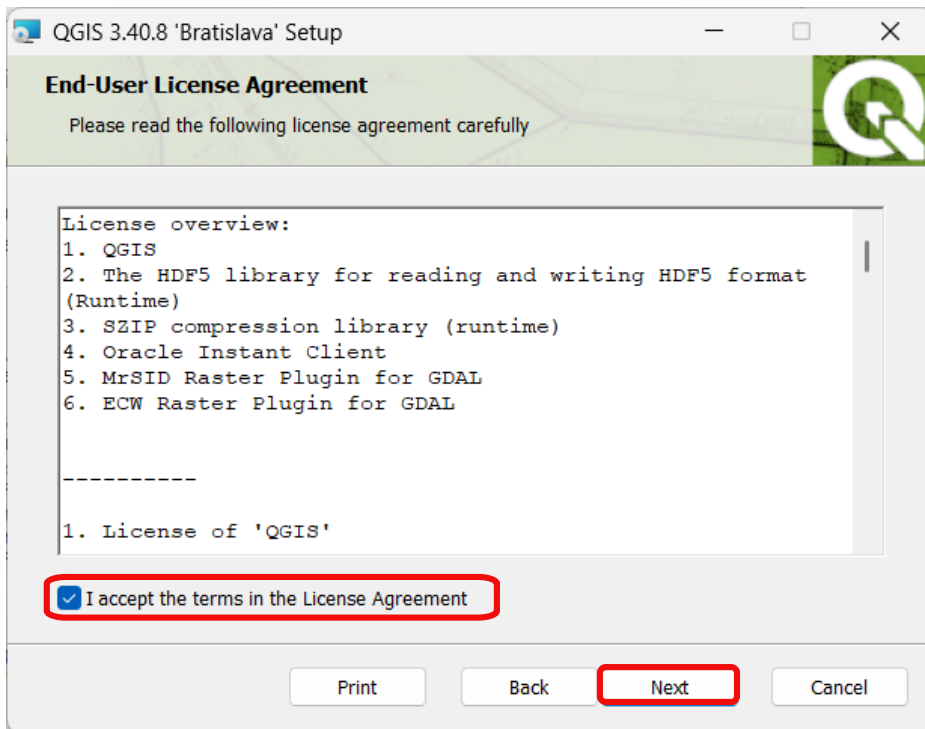 QGIS 3.40.8 'Bratislava' Setup
End-User License Agreement
Please read the following license agreement carefully
License overview:
1. QGIS
2. The HDF5 library for reading and writing HDF5 format
(Runtime)
3. SZIP compression library (runtime)
4. Oracle Instant Client
5. MrSID Raster Plugin for GDAL
6. ECW Raster Plugin for GDAL
----------
1. License of 'QGIS'
I accept the terms in the License Agreement
Print Back Next Cancel